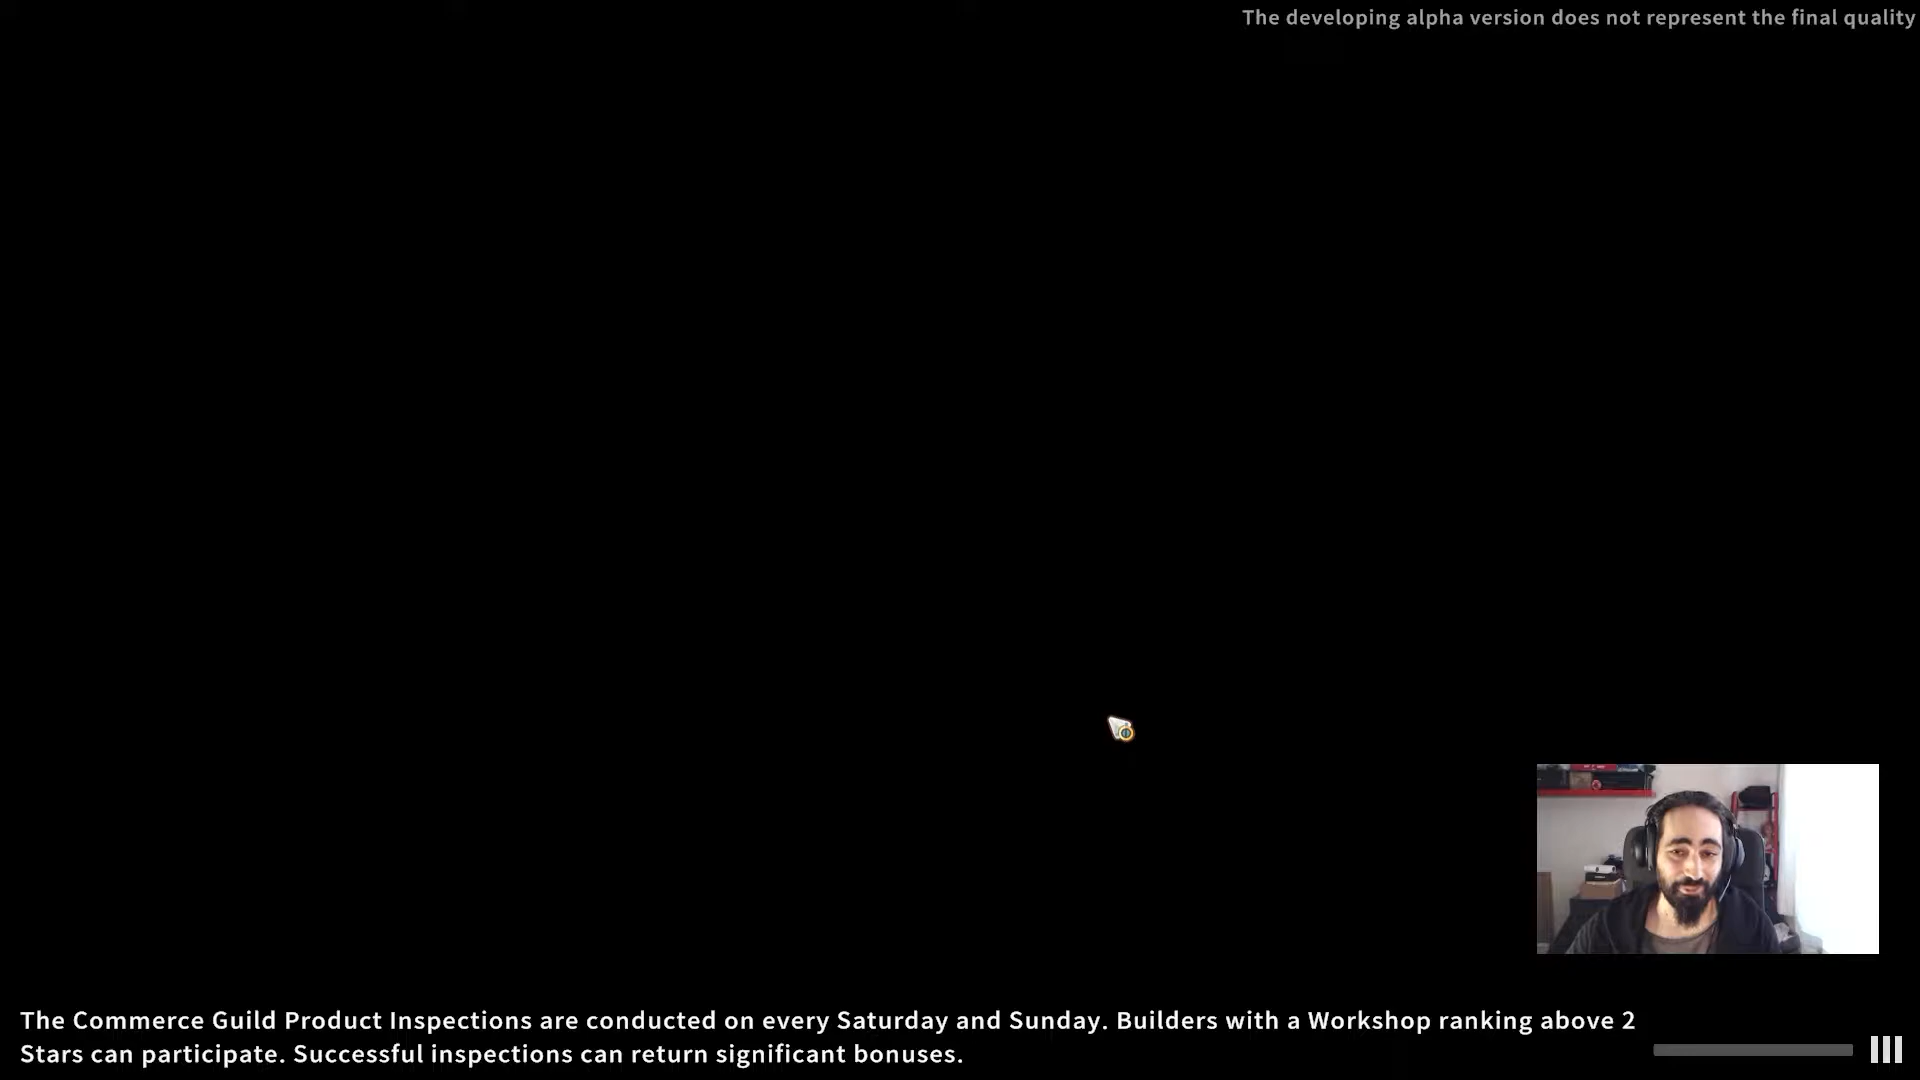 The developing alpha version does not represent the final quality
The Commerce Guild Product Inspections are conducted on every Saturday and Sunday. Builders with a Workshop ranking above 2
Stars can participate. Successful inspections can return significant bonuses.